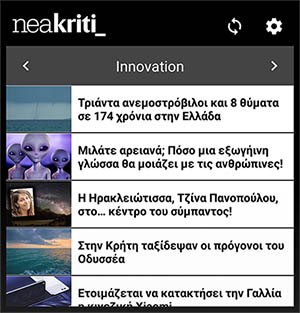 neakriti_
Innovation
Τριάντα ανεμοστρόβιλοι και 8 θύματα
σε 174 χρόνια στην Ελλάδα
Μιλάτε αρειανά; Πόσο μια εξωγήινη
γλώσσα θα μοιάζει με τις ανθρώπινες!
Η Ηρακλειώτισσα, Τζίνα Πανοπούλου,
στο... κέντρο του σύμπαντος!
Στην Κρήτη ταξίδεψαν οι πρόγονοι του
Οδυσσέα
Ετοιμάζεται να κατακτήσει την Γαλλία
η κινεζική Xiaomi